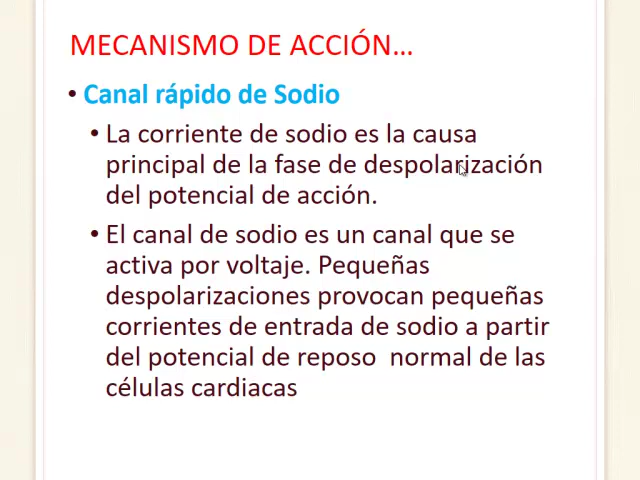 MECANISMO DE ACCIÓN...
• Canal rápido de Sodio
• La corriente de sodio es la causa
principal de la fase de despolarización
del potencial de acción.
• El canal de sodio es un canal que se
activa por voltaje. Pequeñas
despolarizaciones provocan pequeñas
corrientes de entrada de sodio a partir
del potencial de reposo  normal de las
células cardiacas